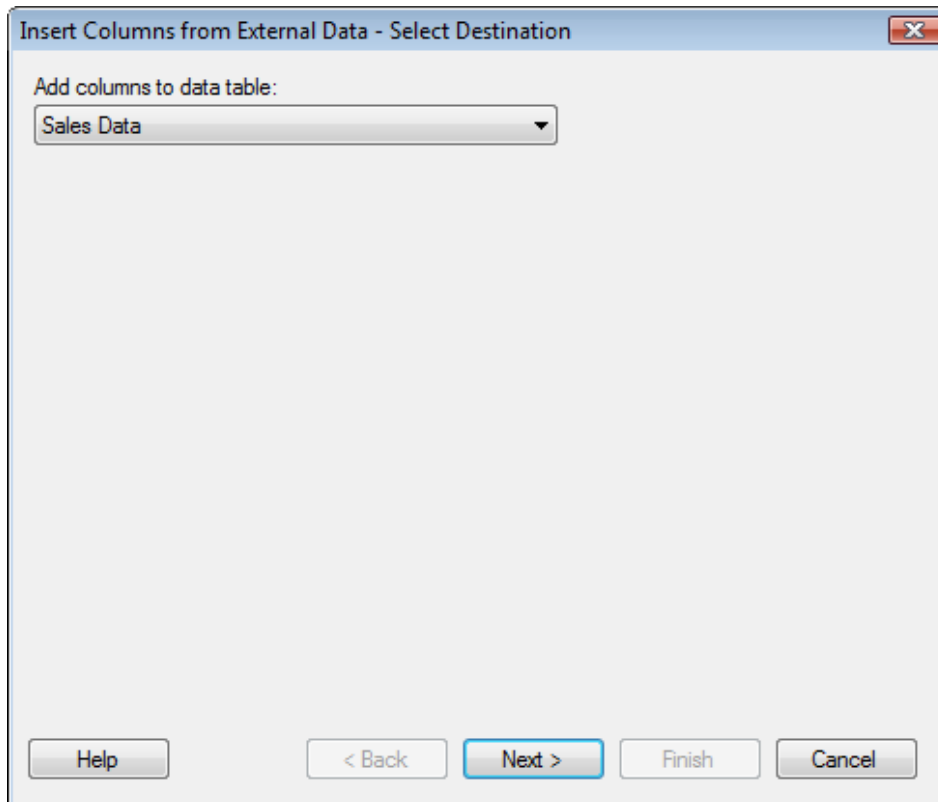 Insert Columns from External Data - Select Destination
Add columns to data table:
Sales Data
Help < Back Next > Finish Cancel